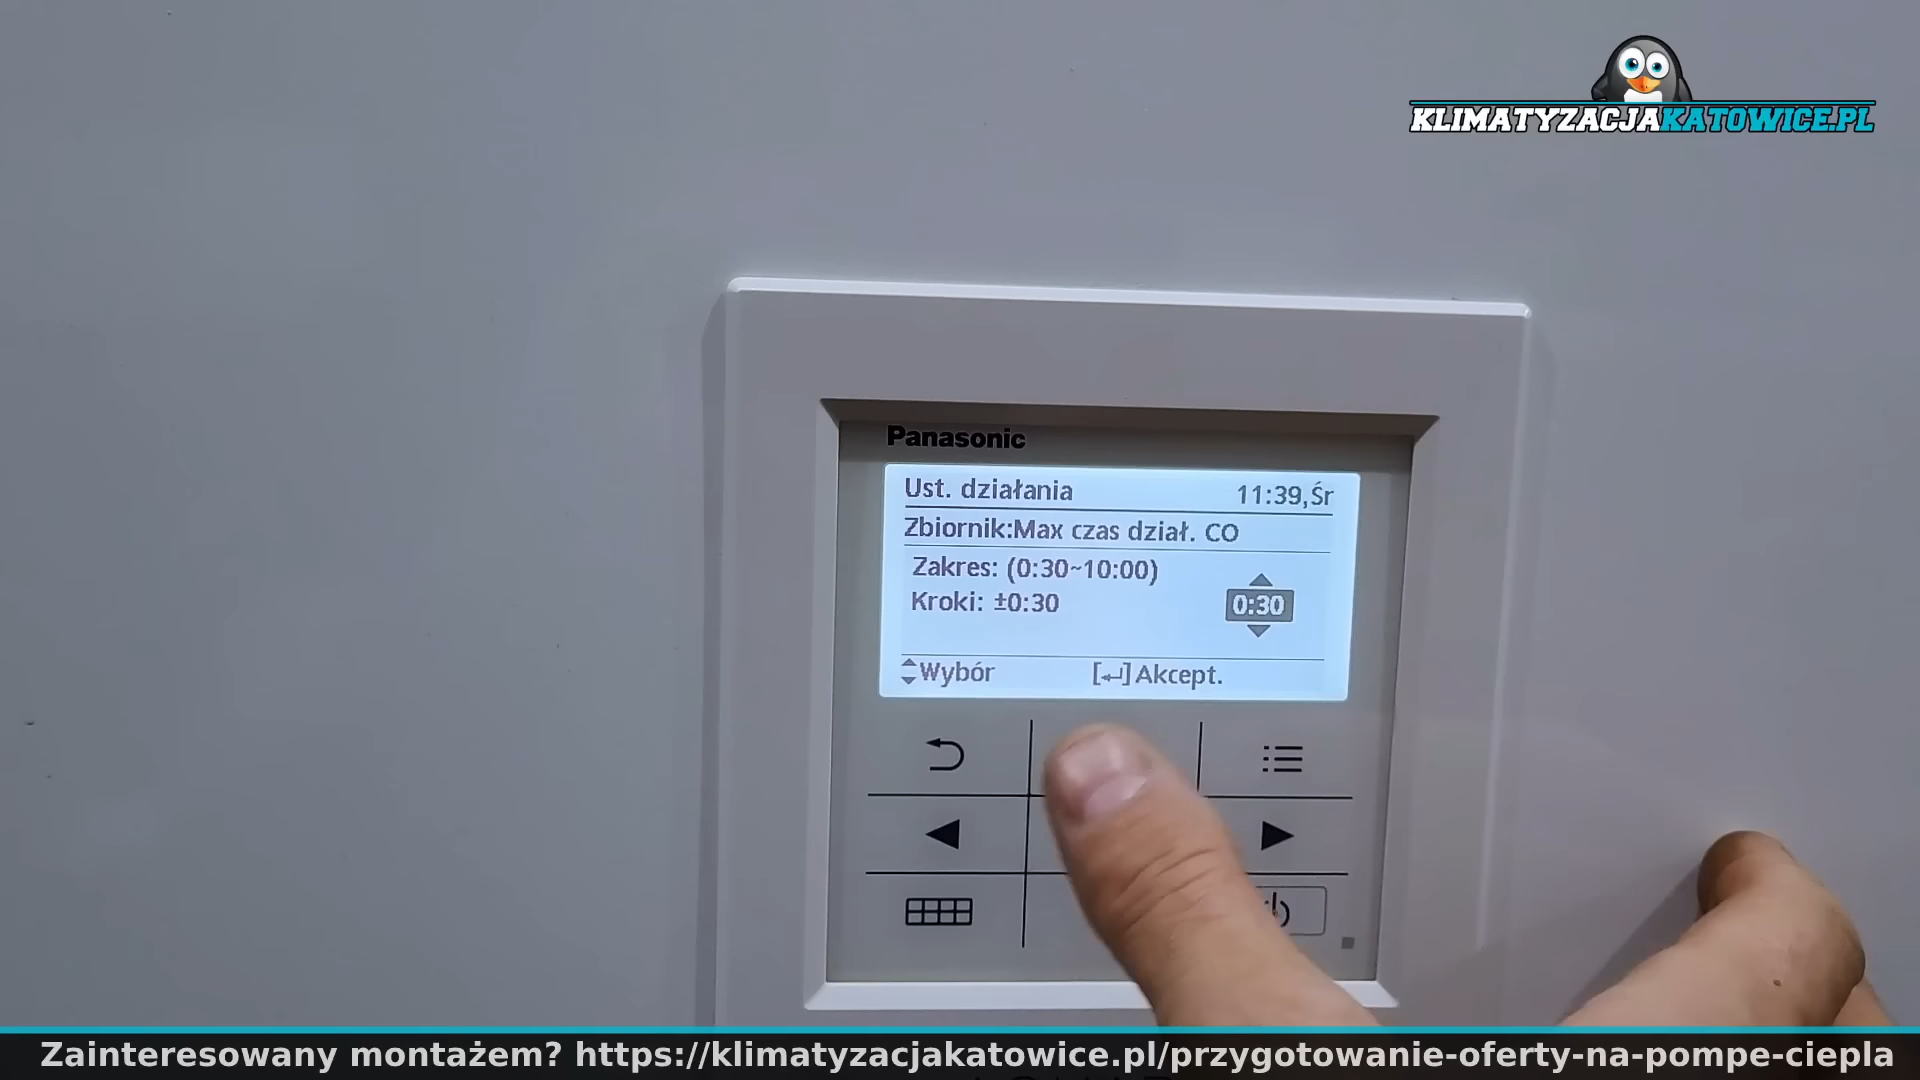 KLIMATYZACJAKATOWICE.PL
Panasonic
Ust. działania 11:39,Śr
Zbiornik:Max czas dział. CO
Zakres: (0:30~10:00)
Kroki: ±0:30
0:30
Wybór [↵]Akcept.
Zainteresowany montażem? https://klimatyzacjakatowice.pl/przygotowanie-oferty-na-pompe-ciepla